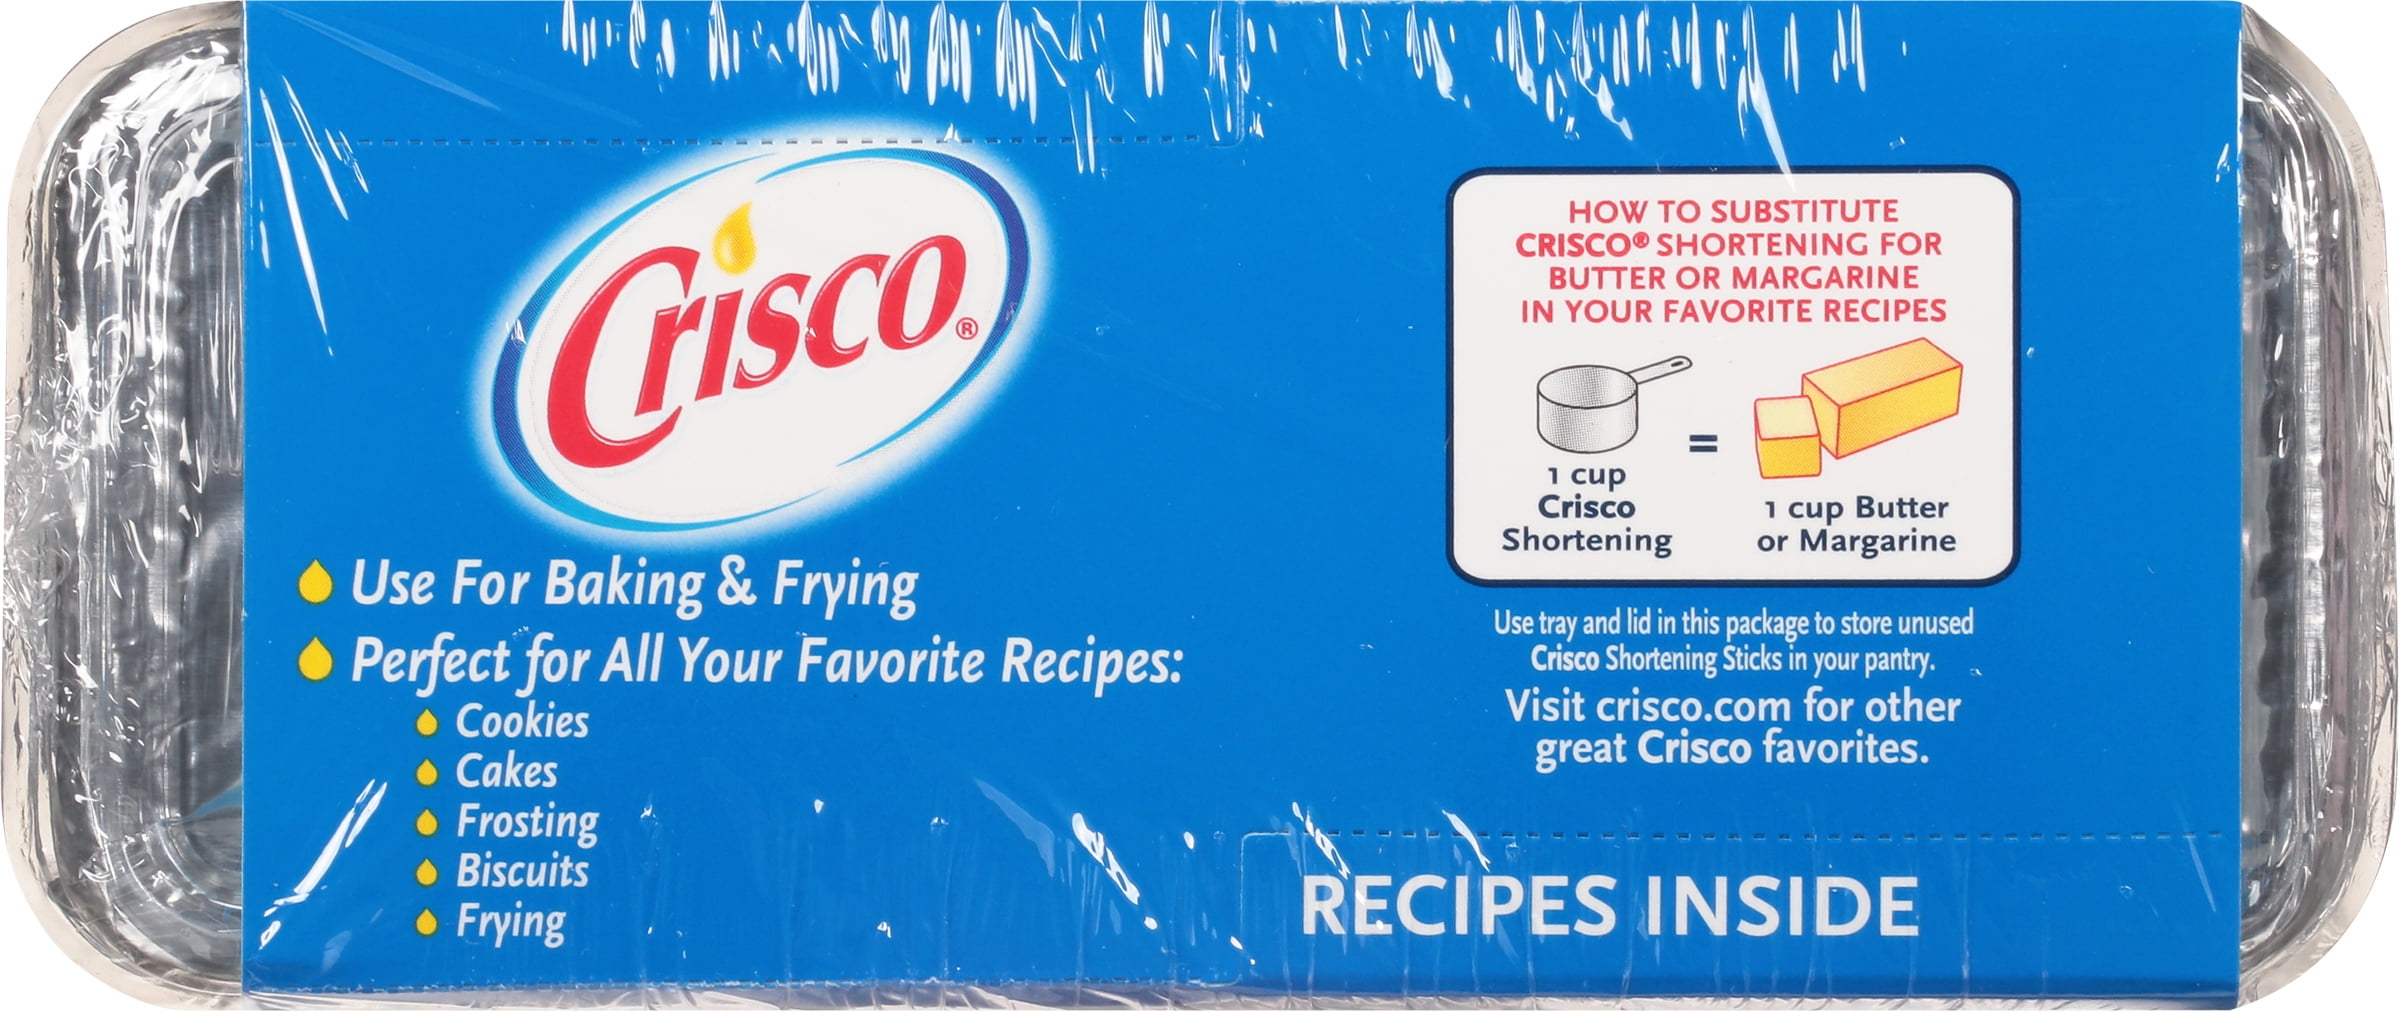 Crisco®
Use For Baking & Frying
Perfect for All Your Favorite Recipes:
Cookies
Cakes
Frosting
Biscuits
Frying
HOW TO SUBSTITUTE
CRISCO® SHORTENING FOR
BUTTER OR MARGARINE
IN YOUR FAVORITE RECIPES
1 cup
Crisco
Shortening
=
1 cup Butter
or Margarine
Use tray and lid in this package to store unused
Crisco Shortening Sticks in your pantry.
Visit crisco.com for other
great Crisco favorites.
RECIPES INSIDE